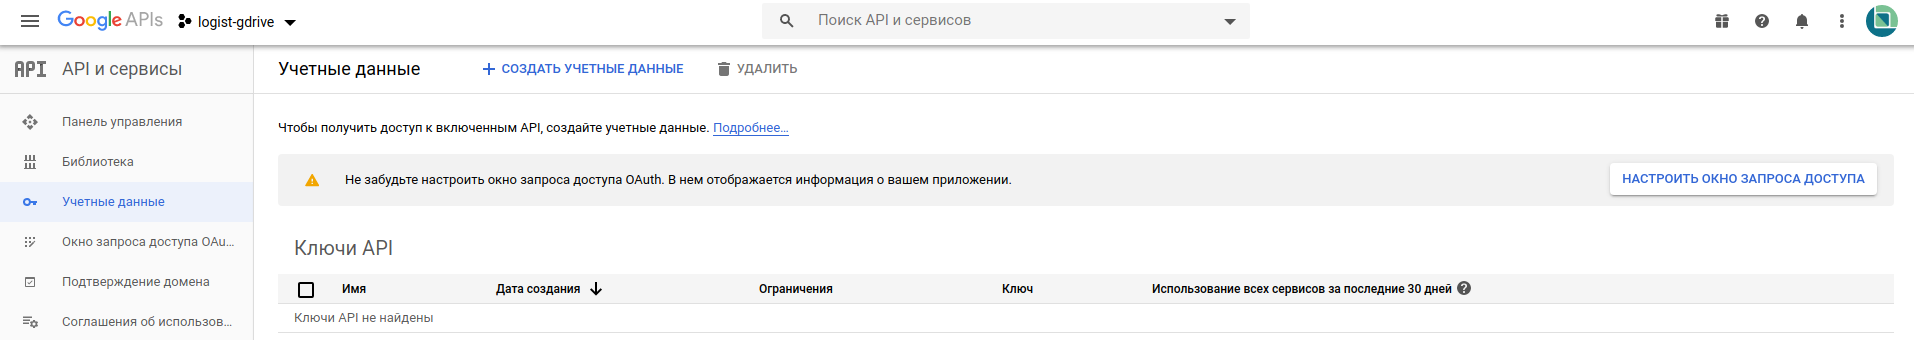 Google APIs
logist-gdrive
Поиск API и сервисов
API
API и сервисы
Учетные данные
СОЗДАТЬ УЧЕТНЫЕ ДАННЫЕ
УДАЛИТЬ
Панель управления
Библиотека
Учетные данные
Окно запроса доступа OAu...
Подтверждение домена
Соглашения об использов...
Чтобы получить доступ к включенным API, создайте учетные данные. Подробнее...
Не забудьте настроить окно запроса доступа OAuth. В нем отображается информация о вашем приложении.
НАСТРОИТЬ ОКНО ЗАПРОСА ДОСТУПА
Ключи API
Имя Дата создания Ограничения Ключ Использование всех сервисов за последние 30 дней
Ключи API не найдены